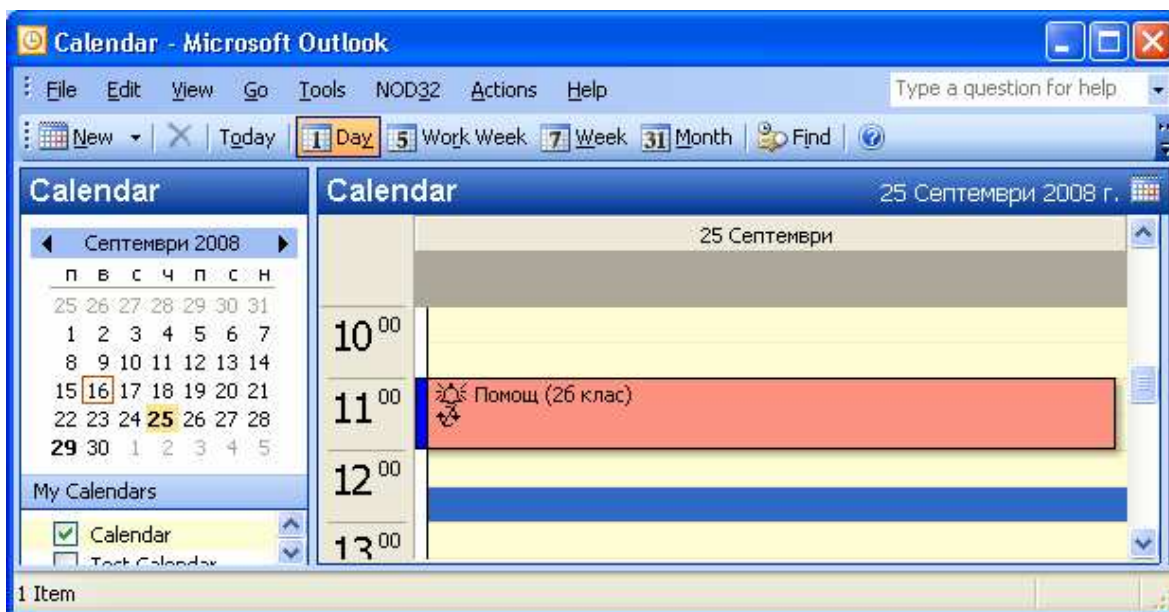 Calendar - Microsoft Outlook
File Edit View Go Tools NOD32 Actions Help Type a question for help
New Today 1 Day 5 Work Week 7 Week 31 Month Find
Calendar
Септември 2008
П В С Ч П С Н
25 26 27 28 29 30 31
1 2 3 4 5 6 7
8 9 10 11 12 13 14
15 16 17 18 19 20 21
22 23 24 25 26 27 28
29 30 1 2 3 4 5
My Calendars
Calendar
Test Calendar
Calendar 25 Септември 2008 г.
25 Септември
10 00
11 00 Помощ (2б клас)
12 00
13 00
1 Item